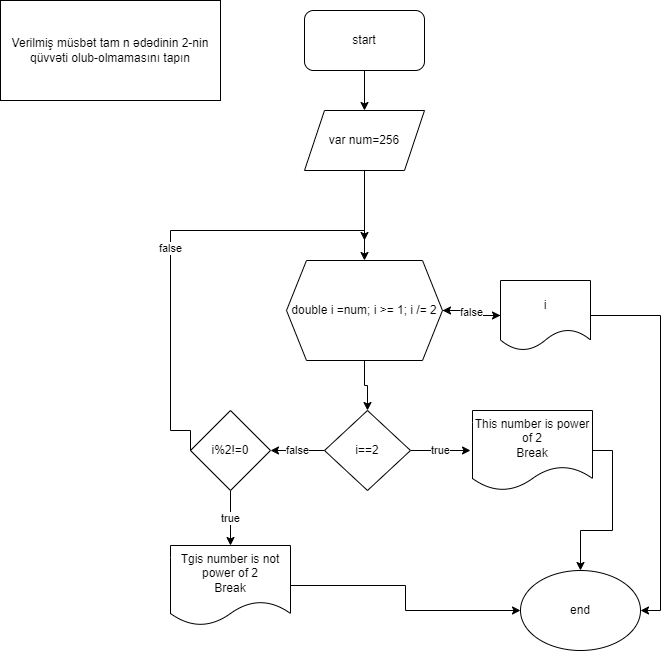 Verilmiş müsbət tam n ədədinin 2-nin
qüvvəti olub-olmamasını tapın
start
var num=256
false
double i =num; i >= 1; i /= 2
false
i
i%2!=0
false
i==2
true
This number is power
of 2
Break
true
Tgis number is not
power of 2
Break
end